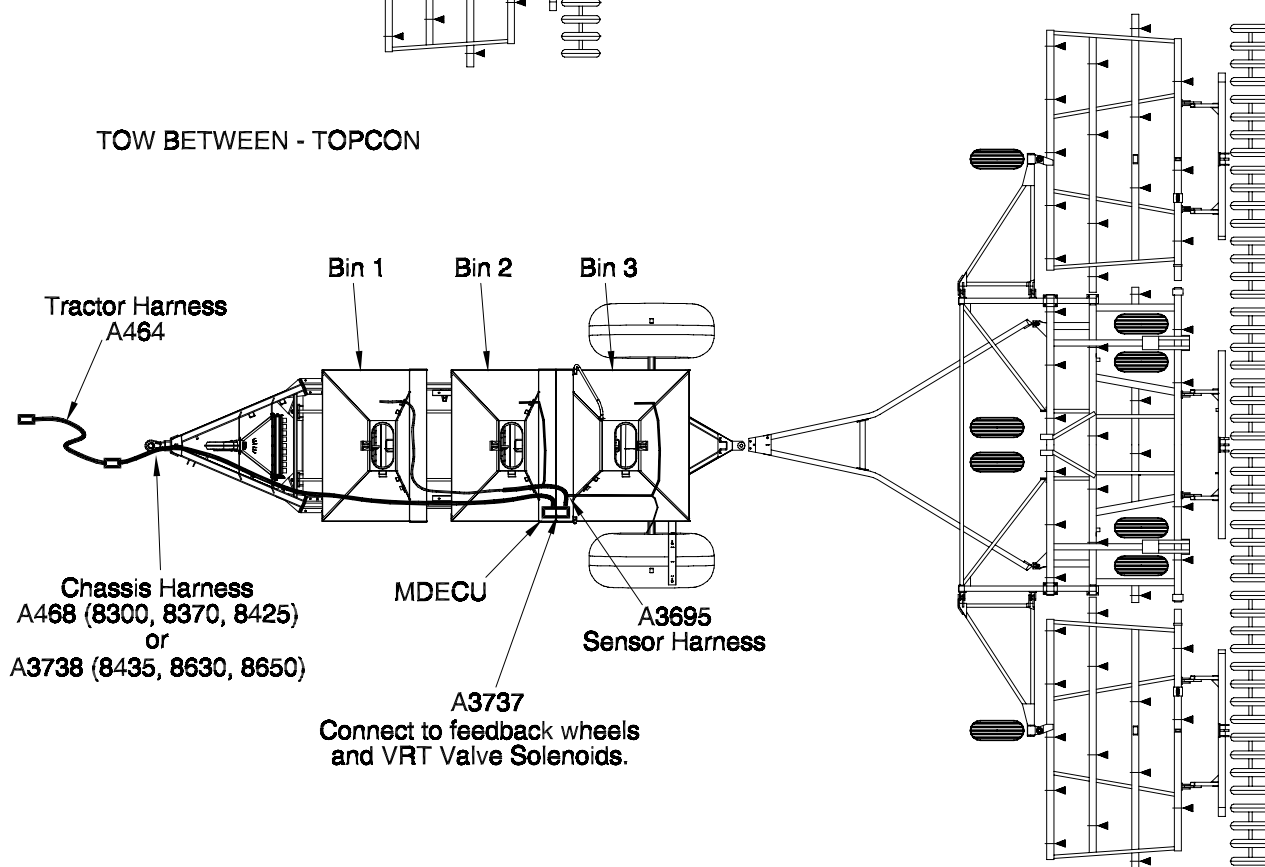 TOW BETWEEN - TOPCON
Bin 1
Bin 2
Bin 3
Tractor Harness
A464
Chassis Harness
A468 (8300, 8370, 8425)
or
A3738 (8435, 8630, 8650)
MDECU
A3695
Sensor Harness
A3737
Connect to feedback wheels
and VRT Valve Solenoids.